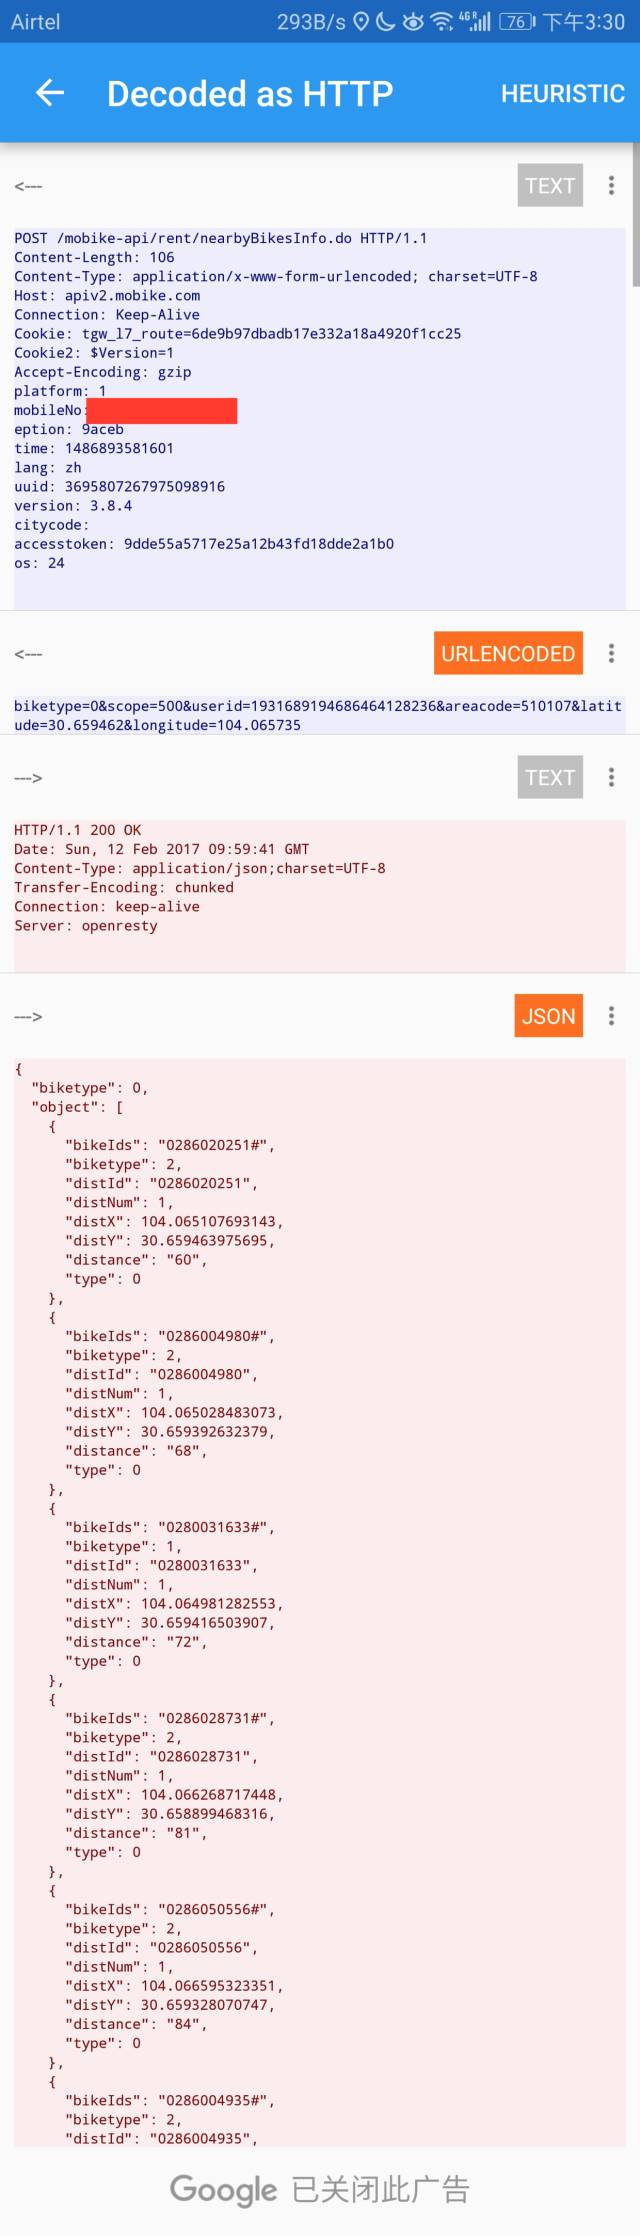 Airtel 293B/s 4G R 76 下午3:30
Decoded as HTTP HEURISTIC
<--- TEXT
POST /mobike-api/rent/nearbyBikesInfo.do HTTP/1.1
Content-Length: 106
Content-Type: application/x-www-form-urlencoded; charset=UTF-8
Host: apiv2.mobike.com
Connection: Keep-Alive
Cookie: tgw_l7_route=6de9b97dbadb17e332a18a4920f1cc25
Cookie2: $Version=1
Accept-Encoding: gzip
platform: 1
mobileNo:
eption: 9aceb
time: 1486893581601
lang: zh
uuid: 3695807267975098916
version: 3.8.4
citycode:
accesstoken: 9dde55a5717e25a12b43fd18dde2a1b0
os: 24
<--- URLENCODED
biketype=0&scope=500&userid=1931689194686464128236&areacode=510107&latit
ude=30.659462&longitude=104.065735
---> TEXT
HTTP/1.1 200 OK
Date: Sun, 12 Feb 2017 09:59:41 GMT
Content-Type: application/json;charset=UTF-8
Transfer-Encoding: chunked
Connection: keep-alive
Server: openresty
---> JSON
{
"biketype": 0,
"object": [
{
"bikeIds": "0286020251#",
"biketype": 2,
"distId": "0286020251",
"distNum": 1,
"distX": 104.065107693143,
"distY": 30.659463975695,
"distance": "60",
"type": 0
},
{
"bikeIds": "0286004980#",
"biketype": 2,
"distId": "0286004980",
"distNum": 1,
"distX": 104.065028483073,
"distY": 30.659392632379,
"distance": "68",
"type": 0
},
{
"bikeIds": "0280031633#",
"biketype": 1,
"distId": "0280031633",
"distNum": 1,
"distX": 104.064981282553,
"distY": 30.659416503907,
"distance": "72",
"type": 0
},
{
"bikeIds": "0286028731#",
"biketype": 2,
"distId": "0286028731",
"distNum": 1,
"distX": 104.066268717448,
"distY": 30.658899468316,
"distance": "81",
"type": 0
},
{
"bikeIds": "0286050556#",
"biketype": 2,
"distId": "0286050556",
"distNum": 1,
"distX": 104.066595323351,
"distY": 30.659328070747,
"distance": "84",
"type": 0
},
{
"bikeIds": "0286004935#",
"biketype": 2,
"distId": "0286004935",
Google 已关闭此广告